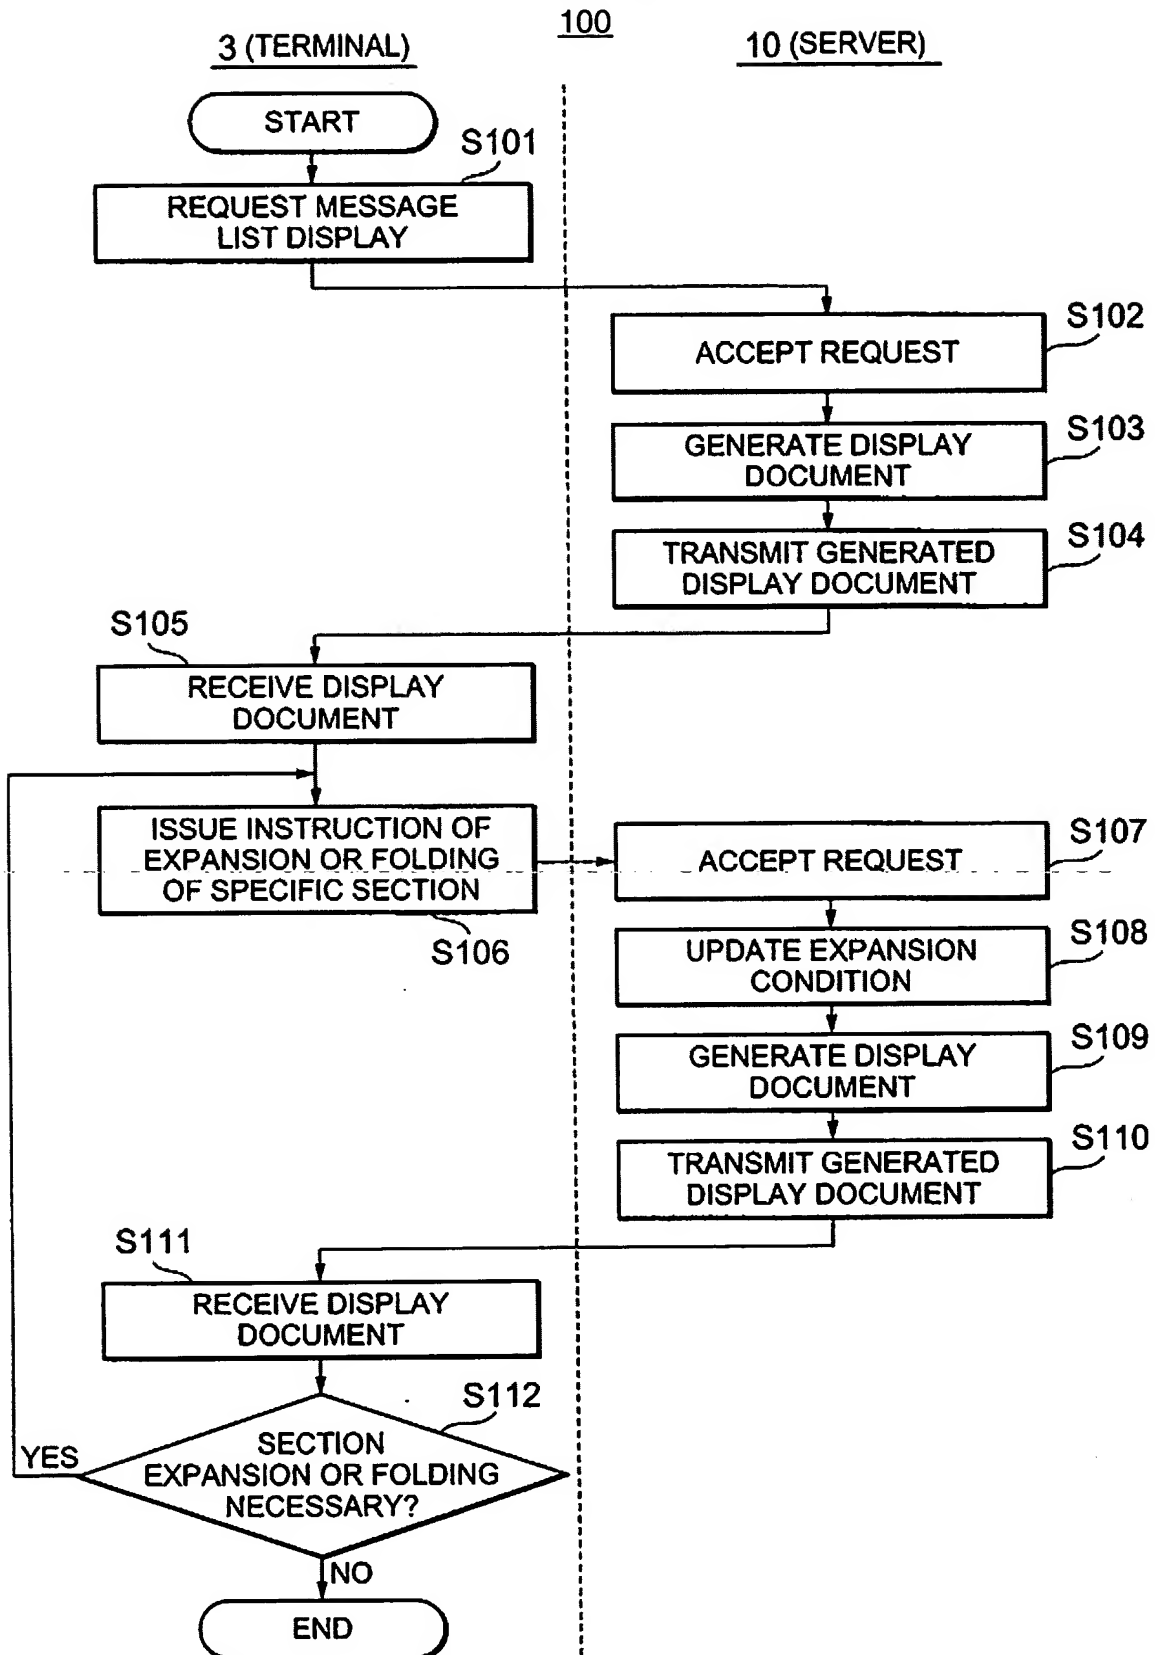 100
3 (TERMINAL)
10 (SERVER)
START
S101
REQUEST MESSAGE
LIST DISPLAY
S102
ACCEPT REQUEST
S103
GENERATE DISPLAY
DOCUMENT
S104
TRANSMIT GENERATED
DISPLAY DOCUMENT
S105
RECEIVE DISPLAY
DOCUMENT
ISSUE INSTRUCTION OF
EXPANSION OR FOLDING
OF SPECIFIC SECTION
S106
S107
ACCEPT REQUEST
S108
UPDATE EXPANSION
CONDITION
S109
GENERATE DISPLAY
DOCUMENT
S110
TRANSMIT GENERATED
DISPLAY DOCUMENT
S111
RECEIVE DISPLAY
DOCUMENT
S112
SECTION
EXPANSION OR FOLDING
NECESSARY?
YES
NO
END